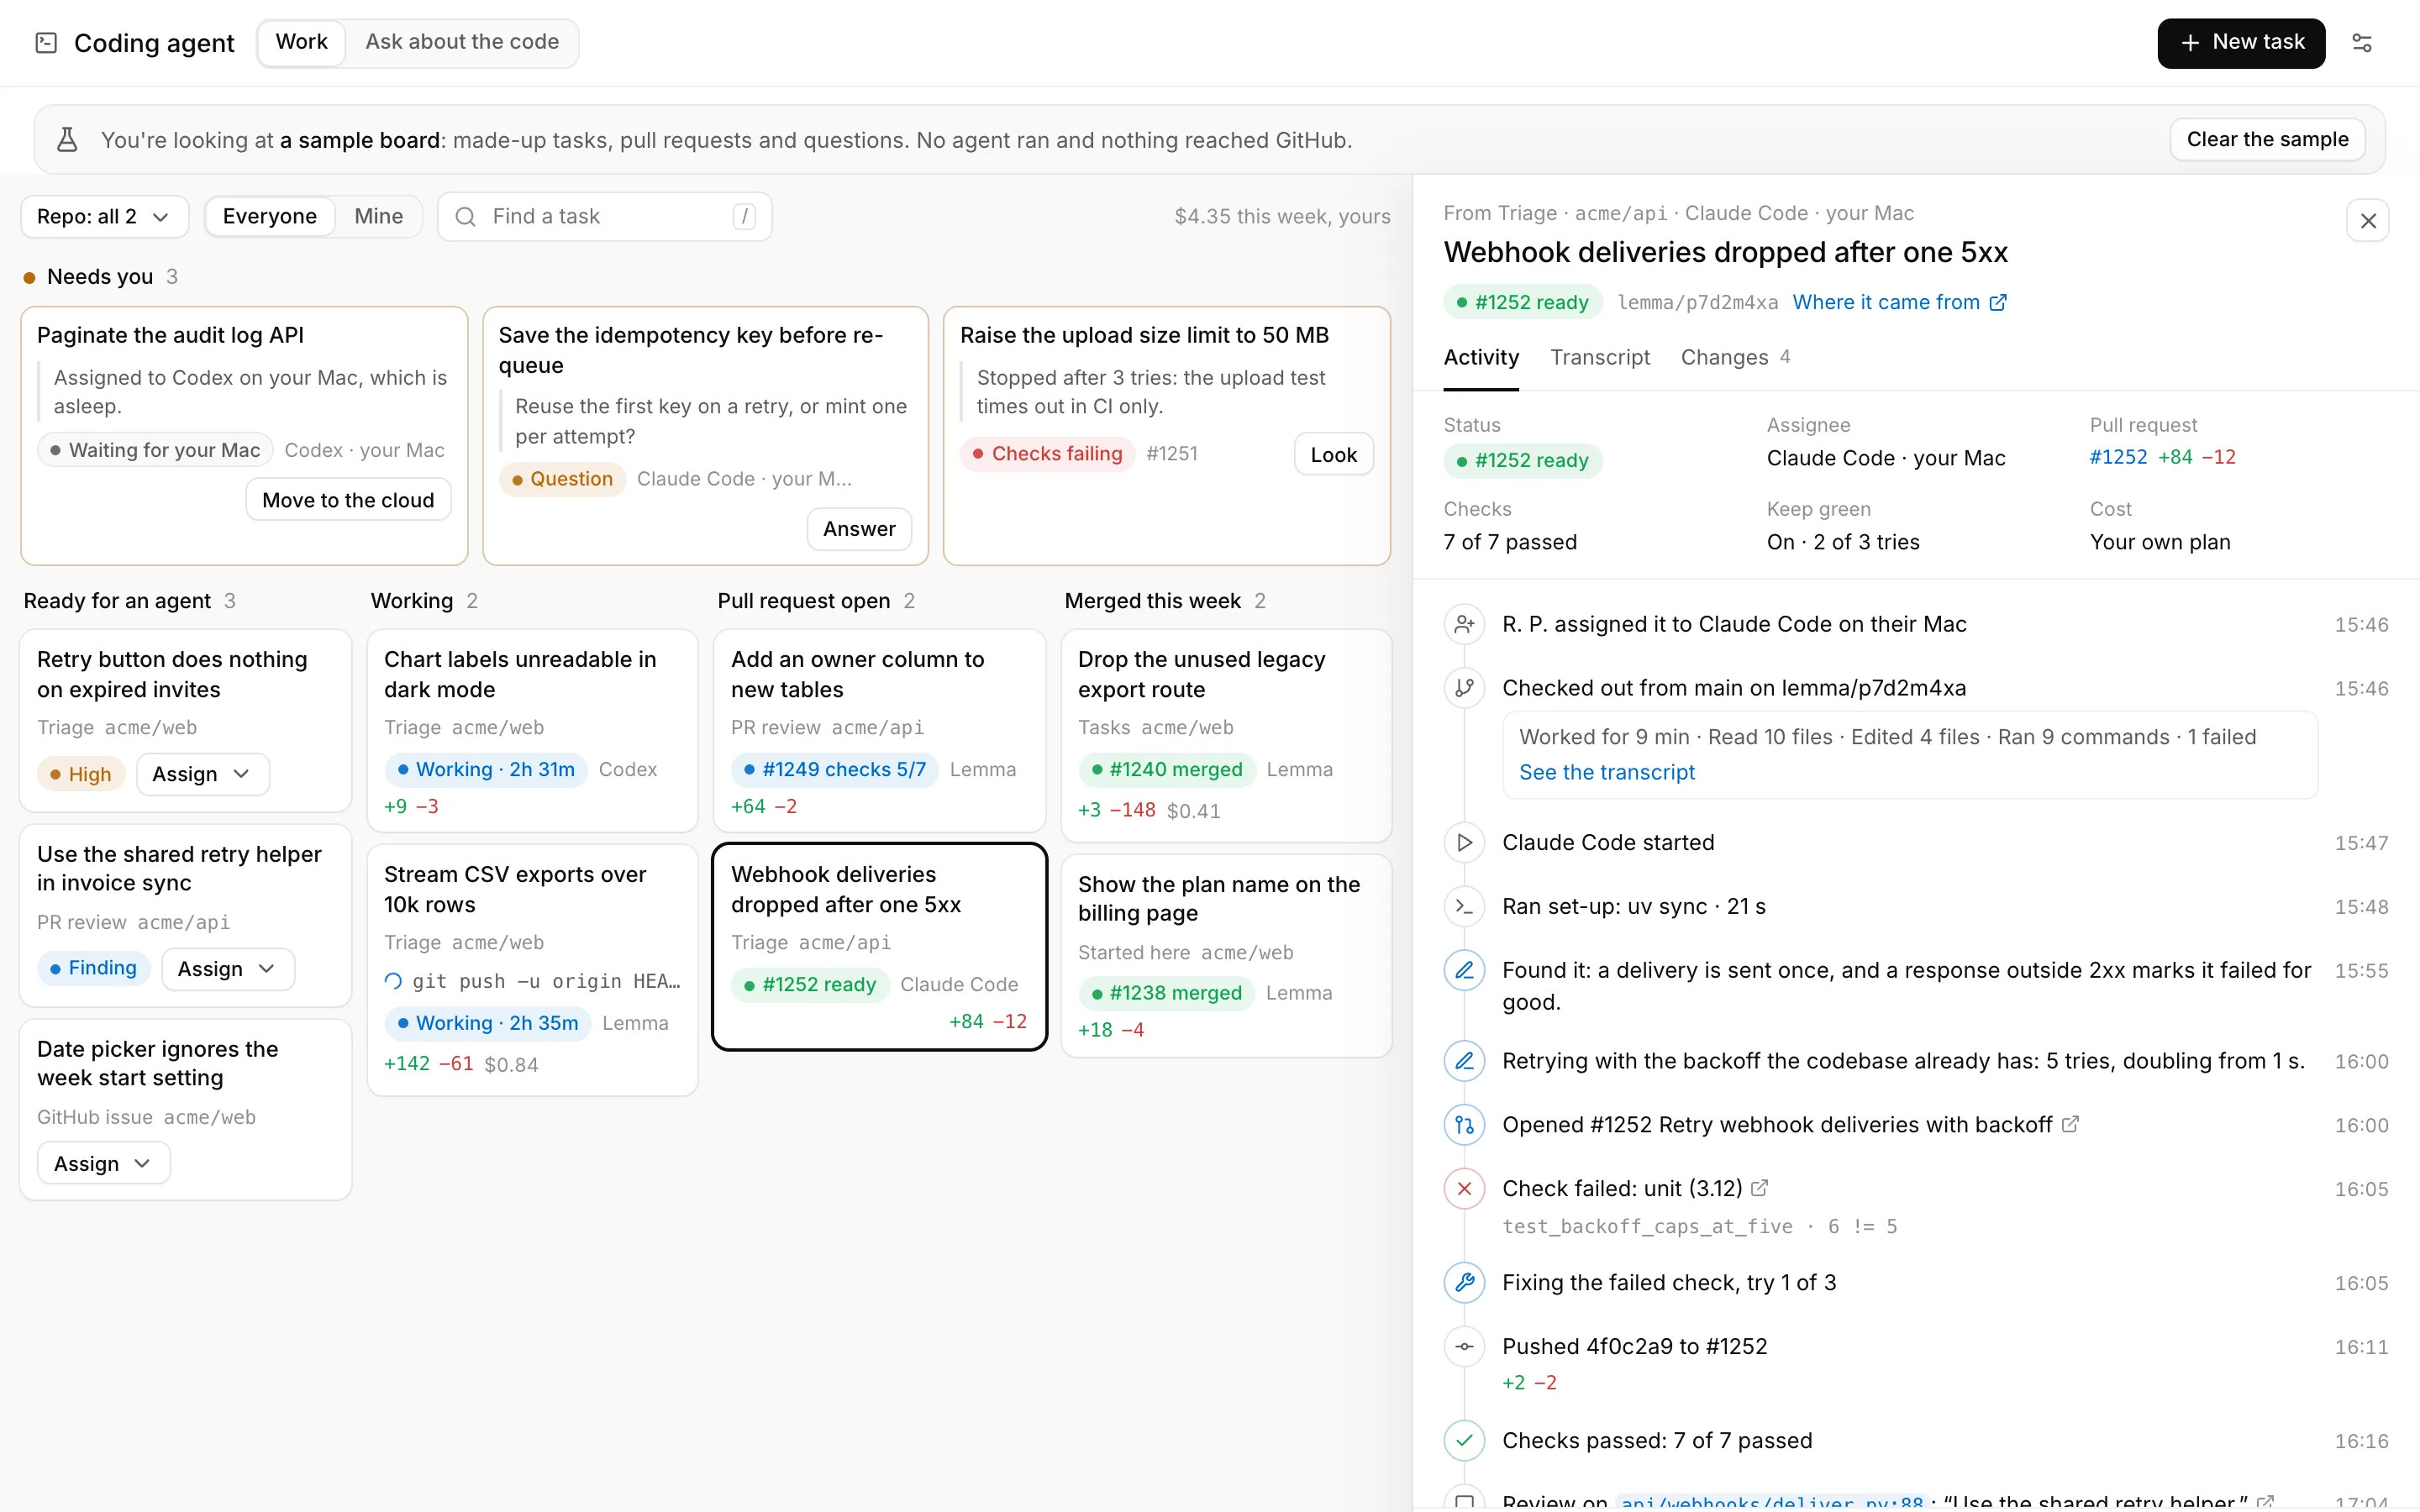 Coding agent
Work
Ask about the code
New task
You're looking at a sample board: made-up tasks, pull requests and questions. No agent ran and nothing reached GitHub.
Clear the sample
Repo: all 2
Everyone
Mine
Find a task
/
$4.35 this week, yours
Needs you 3
Paginate the audit log API
Assigned to Codex on your Mac, which is
asleep.
Waiting for your Mac
Codex · your Mac
Move to the cloud
Save the idempotency key before re-
queue
Reuse the first key on a retry, or mint one
per attempt?
Question
Claude Code · your M...
Answer
Raise the upload size limit to 50 MB
Stopped after 3 tries: the upload test
times out in CI only.
Checks failing
#1251
Look
Ready for an agent 3
Retry button does nothing
on expired invites
Triage acme/web
High
Assign
Use the shared retry helper
in invoice sync
PR review acme/api
Finding
Assign
Date picker ignores the
week start setting
GitHub issue acme/web
Assign
Working 2
Chart labels unreadable in
dark mode
Triage acme/web
Working · 2h 31m
Codex
+9 −3
Stream CSV exports over
10k rows
Triage acme/web
git push −u origin HEA…
Working · 2h 35m
Lemma
+142 −61 $0.84
Pull request open 2
Add an owner column to
new tables
PR review acme/api
#1249 checks 5/7
Lemma
+64 −2
Webhook deliveries
dropped after one 5xx
Triage acme/api
#1252 ready
Claude Code
+84 −12
Merged this week 2
Drop the unused legacy
export route
Tasks acme/web
#1240 merged
Lemma
+3 −148 $0.41
Show the plan name on the
billing page
Started here acme/web
#1238 merged
Lemma
+18 −4
From Triage · acme/api · Claude Code · your Mac
Webhook deliveries dropped after one 5xx
#1252 ready
lemma/p7d2m4xa
Where it came from
Activity
Transcript
Changes 4
Status
#1252 ready
Assignee
Claude Code · your Mac
Pull request
#1252 +84 −12
Checks
7 of 7 passed
Keep green
On · 2 of 3 tries
Cost
Your own plan
R. P. assigned it to Claude Code on their Mac 15:46
Checked out from main on lemma/p7d2m4xa 15:46
Worked for 9 min · Read 10 files · Edited 4 files · Ran 9 commands · 1 failed
See the transcript
Claude Code started 15:47
Ran set-up: uv sync · 21 s 15:48
Found it: a delivery is sent once, and a response outside 2xx marks it failed for 15:55
good.
Retrying with the backoff the codebase already has: 5 tries, doubling from 1 s. 16:00
Opened #1252 Retry webhook deliveries with backoff 16:00
Check failed: unit (3.12) 16:05
test_backoff_caps_at_five · 6 != 5
Fixing the failed check, try 1 of 3 16:05
Pushed 4f0c2a9 to #1252 16:11
+2 −2
Checks passed: 7 of 7 passed 16:16
Review on api/webhooks/deliver.py:88: “Use the shared retry helper.” 17:04